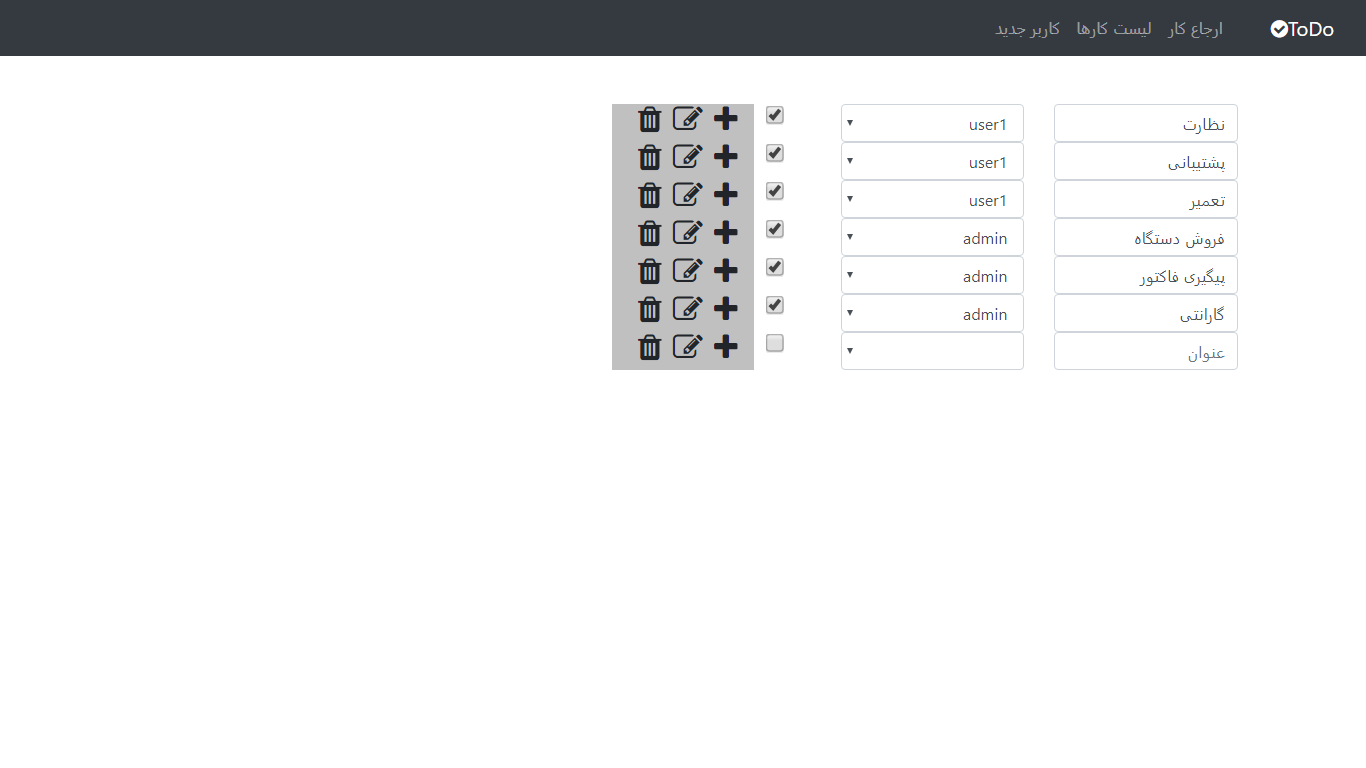 ToDo ارجاع کار لیست کارها کاربر جدید
نظارت user1
پشتیبانی user1
تعمیر user1
فروش دستگاه admin
پیگیری فاکتور admin
گارانتی admin
عنوان